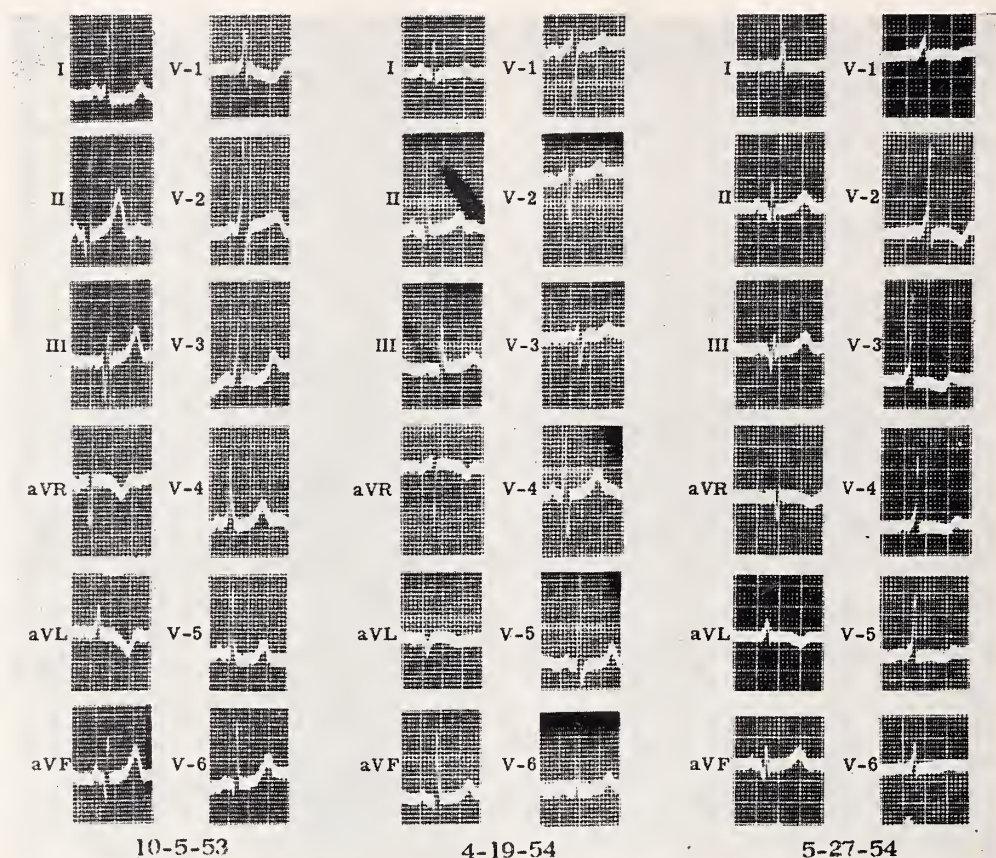 I V-1 I V-1 I V-1
II V-2 II V-2 II V-2
III V-3 III V-3 III V-3
aVR V-4 aVR V-4 aVR V-4
aVL V-5 aVL V-5 aVL V-5
aVF V-6 aVF V-6 aVF V-6
10-5-53 4-19-54 5-27-54